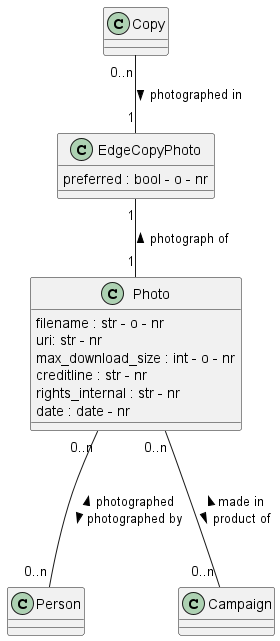 C Copy
0..n
photographed in
1
C EdgeCopyPhoto
preferred : bool - o - nr
1
photograph of
1
C Photo
filename : str - o - nr
uri: str - nr
max_download_size : int - o - nr
creditline : str - nr
rights_internal : str - nr
date : date - nr
0..n 0..n
photographed made in
photographed by product of
0..n 0..n
C Person C Campaign